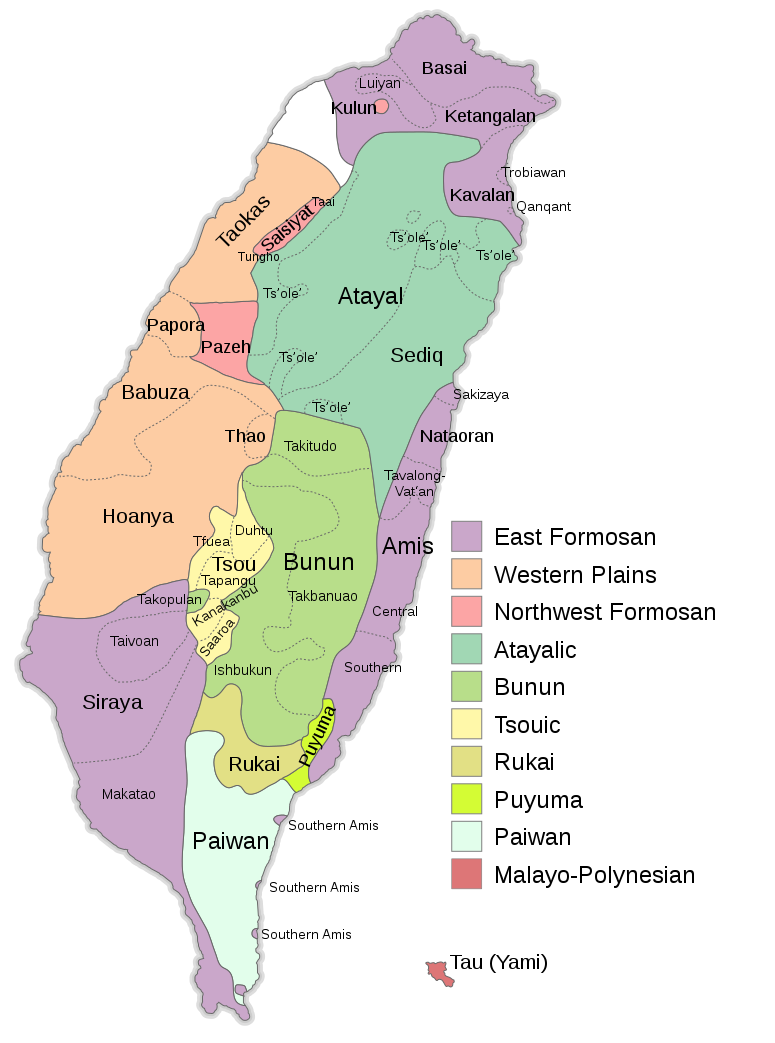 Basai
Luiyan
Kulun
Ketangalan
Trobiawan
Kavalan
Qanqant
Taai
Taokas
Saisiyat
Tungho
Ts'ole'
Ts'ole'
Ts'ole'
Ts'ole'
Atayal
Papora
Pazeh
Ts'ole'
Sediq
Babuza
Sakizaya
Ts'ole'
Thao
Takitudo
Nataoran
Tavalong-
Vat'an
Hoanya
Duhtu
Tfuea
Tsou
Bunun
Amis
Tapangu
Takopulan
Kanakanbu
Takbanuao
Central
Saaroa
Taivoan
Ishbukun
Southern
Siraya
Puyuma
Rukai
Makatao
Southern Amis
Paiwan
Southern Amis
Southern Amis
Tau (Yami)
East Formosan
Western Plains
Northwest Formosan
Atayalic
Bunun
Tsouic
Rukai
Puyuma
Paiwan
Malayo-Polynesian